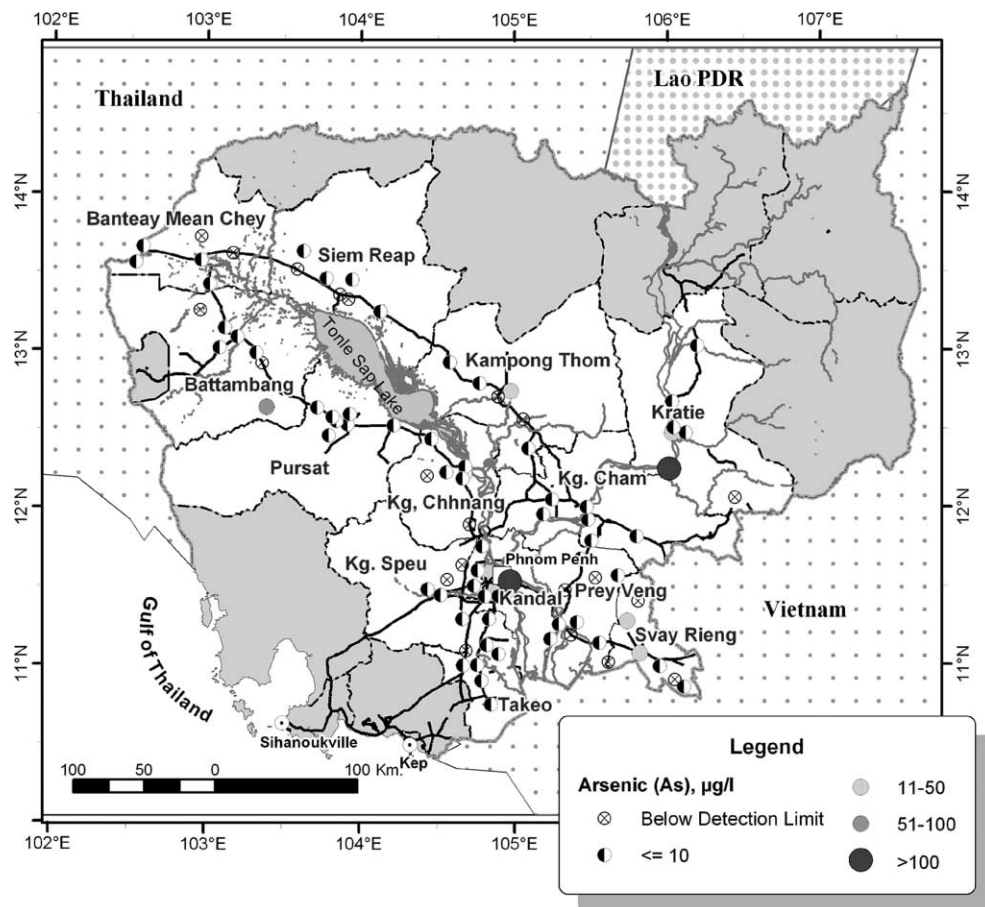 102°E 103°E 104°E 105°E 106°E 107°E
Lao PDR
Thailand
14°N 14°N
Banteay Mean Chey
Siem Reap
13°N 13°N
Tonle Sap Lake
Kampong Thom
Battambang
Kratie
Pursat
Kg. Cham
Kg, Chhnang
12°N 12°N
Kg. Speu
Phnom Penh
Kandal
Prey Veng
Vietnam
Svay Rieng
11°N 11°N
Gulf of Thailand
Takeo
Sihanoukville
Kep
100 50 0 100 Km.
Legend
Arsenic (As), µg/l
Below Detection Limit
<= 10
11-50
51-100
>100
102°E 103°E 104°E 105°E